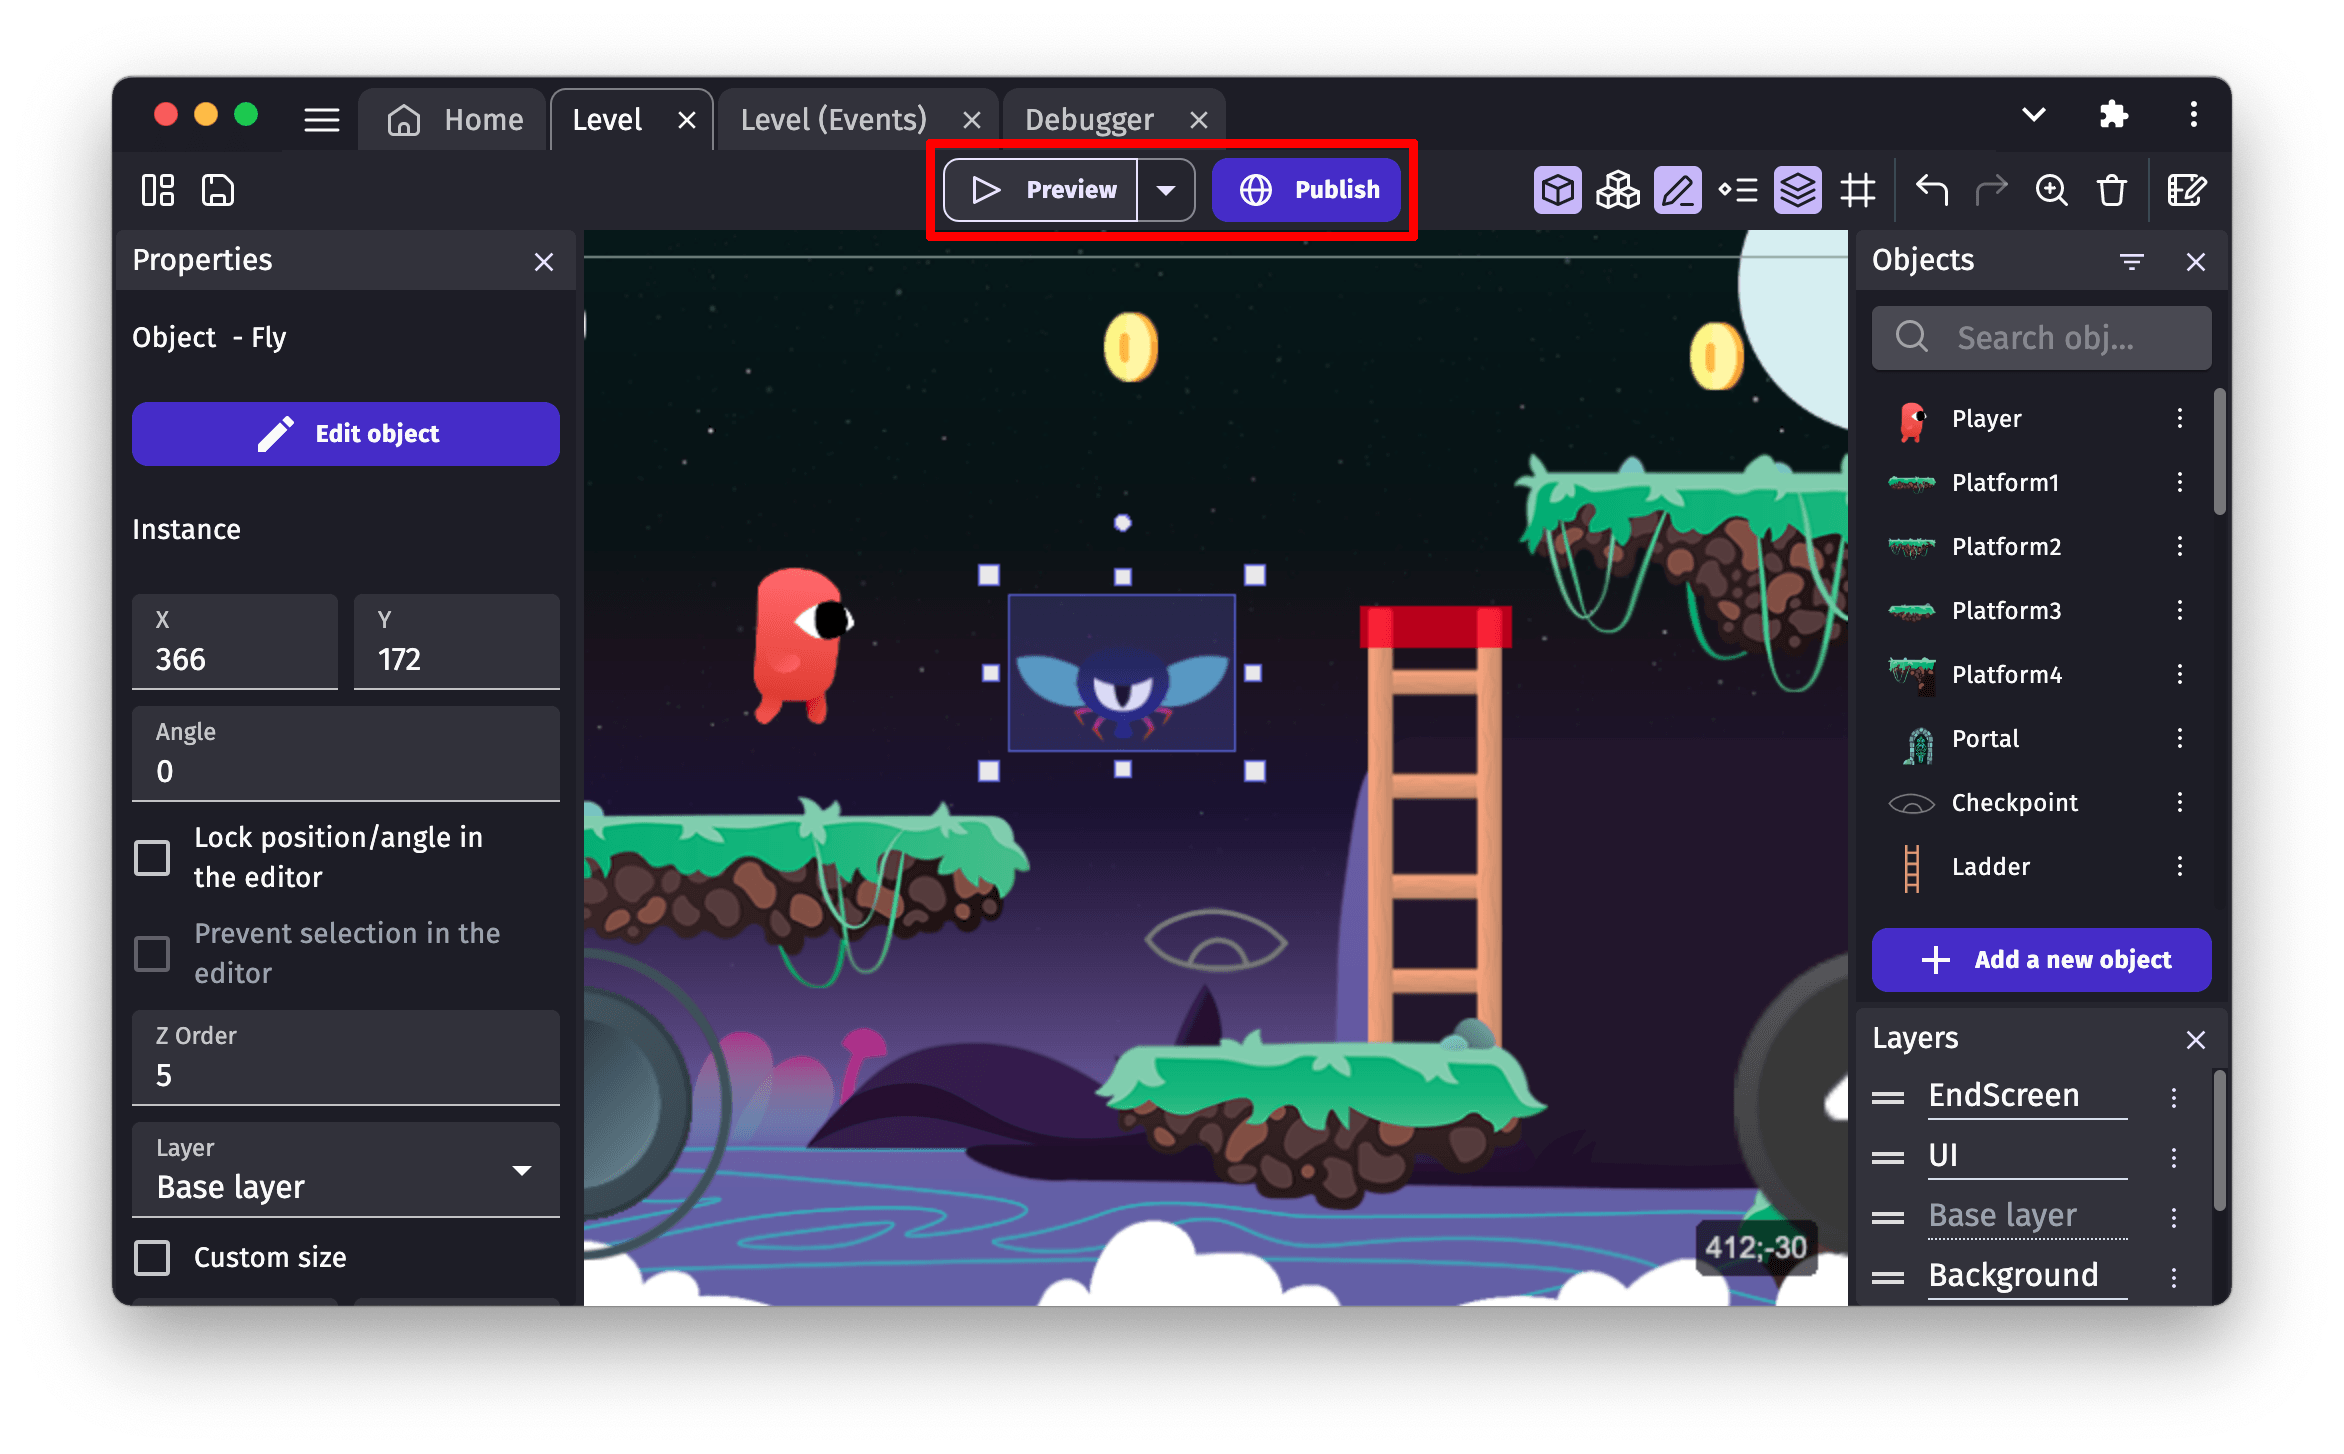 Home
Level
Level (Events)
Debugger
Preview
Publish
Properties
Object - Fly
Edit object
Instance
X
366
Y
172
Angle
0
Lock position/angle in
the editor
Prevent selection in the
editor
Z Order
5
Layer
Base layer
Custom size
412;-30
Objects
Search obj...
Player
Platform1
Platform2
Platform3
Platform4
Portal
Checkpoint
Ladder
Add a new object
Layers
EndScreen
UI
Base layer
Background